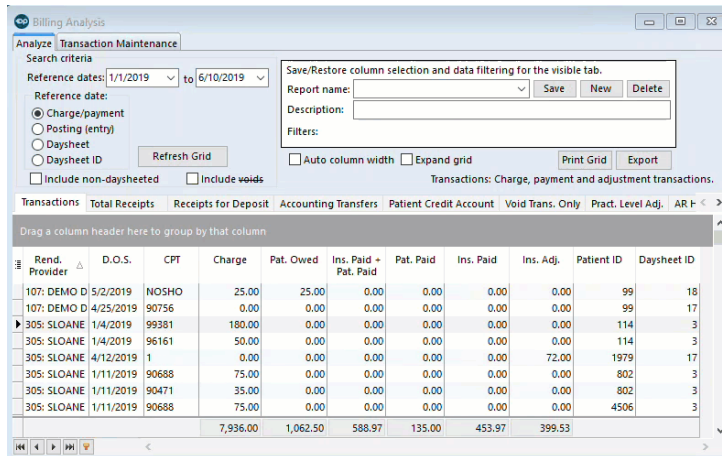 op Billing Analysis
Analyze Transaction Maintenance
Search criteria
Reference dates: 1/1/2019 to 6/10/2019
Reference date:
Charge/payment
Posting (entry)
Daysheet
Daysheet ID
Refresh Grid
Include non-daysheeted Include voids
Save/Restore column selection and data filtering for the visible tab.
Report name: Save New Delete
Description:
Filters:
Auto column width Expand grid Print Grid Export
Transactions: Charge, payment and adjustment transactions.
Transactions Total Receipts Receipts for Deposit Accounting Transfers Patient Credit Account Void Trans. Only Pract. Level Adj. AR H
Drag a column header here to group by that column
Rend. Provider D.O.S. CPT Charge Pat. Owed Ins. Paid + Pat. Paid Pat. Paid Ins. Paid Ins. Adj. Patient ID Daysheet ID
107: DEMO D 5/2/2019 NOSHO 25.00 25.00 0.00 0.00 0.00 0.00 99 18
107: DEMO D 4/25/2019 90756 0.00 0.00 0.00 0.00 0.00 0.00 99 17
305: SLOANE 1/4/2019 99381 180.00 0.00 0.00 0.00 0.00 0.00 114 3
305: SLOANE 1/4/2019 96161 50.00 0.00 0.00 0.00 0.00 0.00 114 3
305: SLOANE 4/12/2019 1 0.00 0.00 0.00 0.00 0.00 72.00 1979 17
305: SLOANE 1/11/2019 90688 75.00 0.00 0.00 0.00 0.00 0.00 802 3
305: SLOANE 1/11/2019 90471 35.00 0.00 0.00 0.00 0.00 0.00 802 3
305: SLOANE 1/11/2019 90688 75.00 0.00 0.00 0.00 0.00 0.00 4506 3
7,936.00 1,062.50 588.97 135.00 453.97 399.53